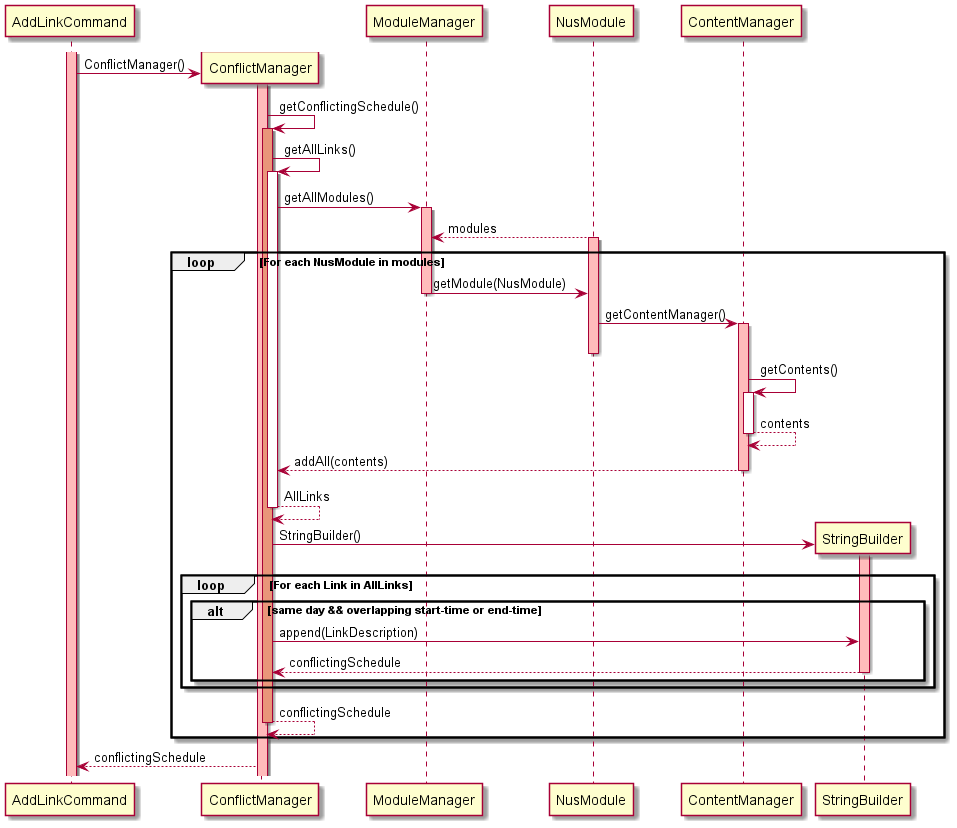 AddLinkCommand
ModuleManager
NusModule
ContentManager
ConflictManager()
ConflictManager
getConflictingSchedule()
getAllLinks()
getAllModules()
modules
loop [For each NusModule in modules]
getModule(NusModule)
getContentManager()
getContents()
contents
addAll(contents)
AllLinks
StringBuilder()
StringBuilder
loop [For each Link in AllLinks]
alt [same day && overlapping start-time or end-time]
append(LinkDescription)
conflictingSchedule
conflictingSchedule
conflictingSchedule
AddLinkCommand
ConflictManager
ModuleManager
NusModule
ContentManager
StringBuilder